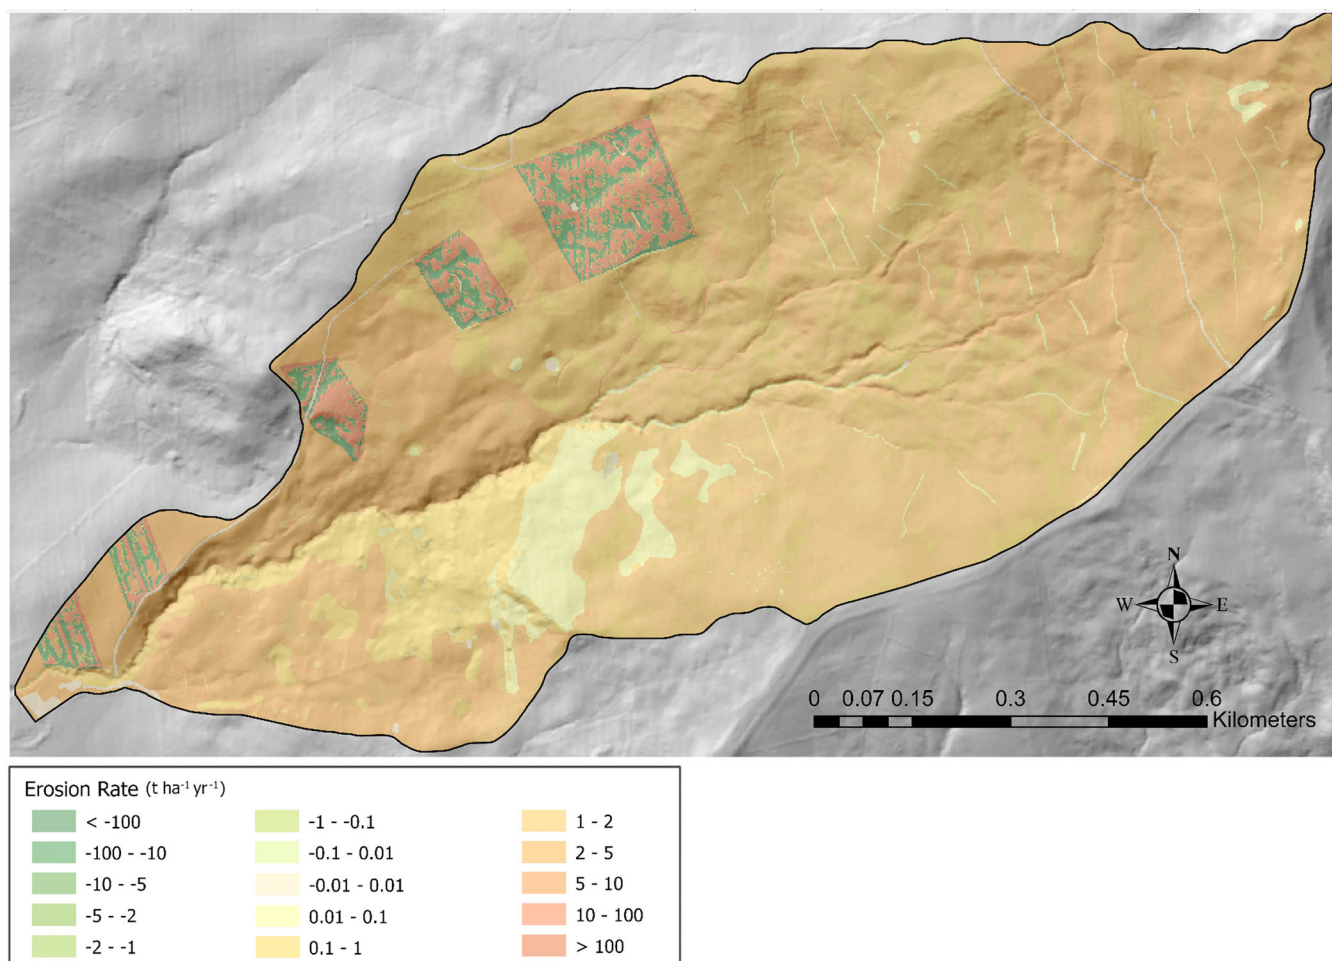 N
W E
S
0 0.07 0.15 0.3 0.45 0.6
Kilometers
Erosion Rate (t ha⁻¹ yr⁻¹)
< -100
-100 - -10
-10 - -5
-5 - -2
-2 - -1
-1 - -0.1
-0.1 - 0.01
-0.01 - 0.01
0.01 - 0.1
0.1 - 1
1 - 2
2 - 5
5 - 10
10 - 100
> 100